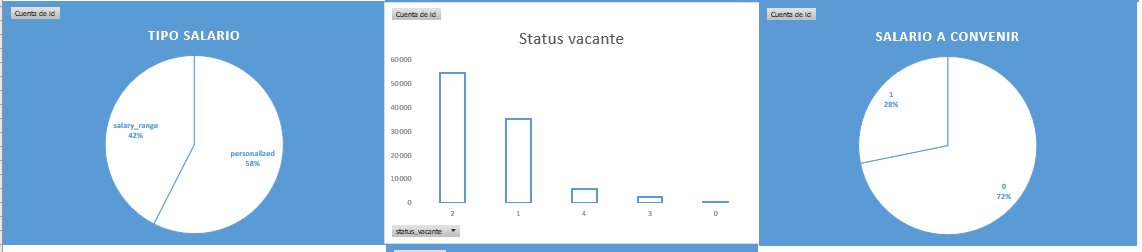 Cuenta de id
TIPO SALARIO
salary_range
42%
personalized
58%
Cuenta de id
Status vacante
60000
50000
40000
30000
20000
10000
0
2 1 4 3 0
status_vacante
Cuenta de id
SALARIO A CONVENIR
1
28%
0
72%